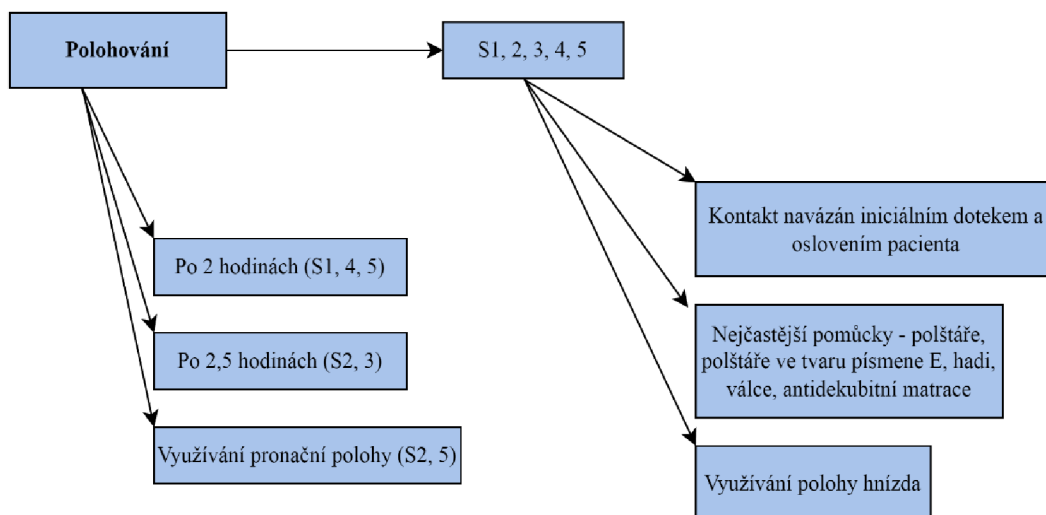 Polohování
S1, 2, 3, 4, 5
Kontakt navázán iniciálním dotekem a
oslovením pacienta
Po 2 hodinách (S1, 4, 5)
Nejčastější pomůcky - polštáře,
polštáře ve tvaru písmene E, hadi,
válce, antidekubitní matrace
Po 2,5 hodinách (S2, 3)
Využívání pronační polohy (S2, 5)
Využívání polohy hnízda